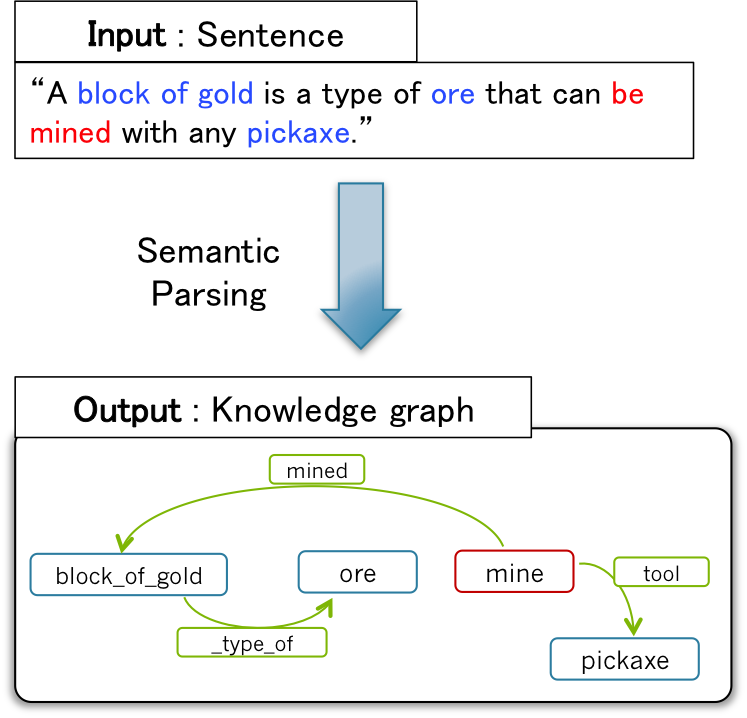 Input : Sentence
“A block of gold is a type of ore that can be
mined with any pickaxe.”
Semantic
Parsing
Output : Knowledge graph
mined
block_of_gold
ore
mine
tool
_type_of
pickaxe